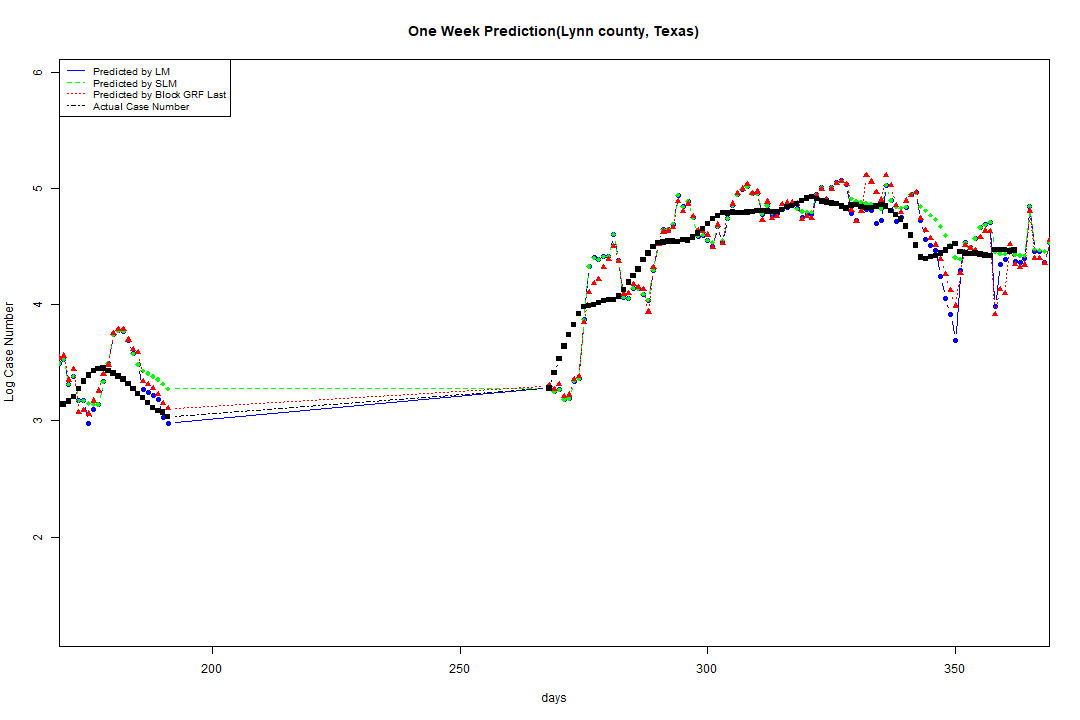 One Week Prediction(Lynn county, Texas)
Predicted by LM
Predicted by SLM
Predicted by Block GRF Last
Actual Case Number
6
5
4
3
2
Log Case Number
200 250 300 350
days